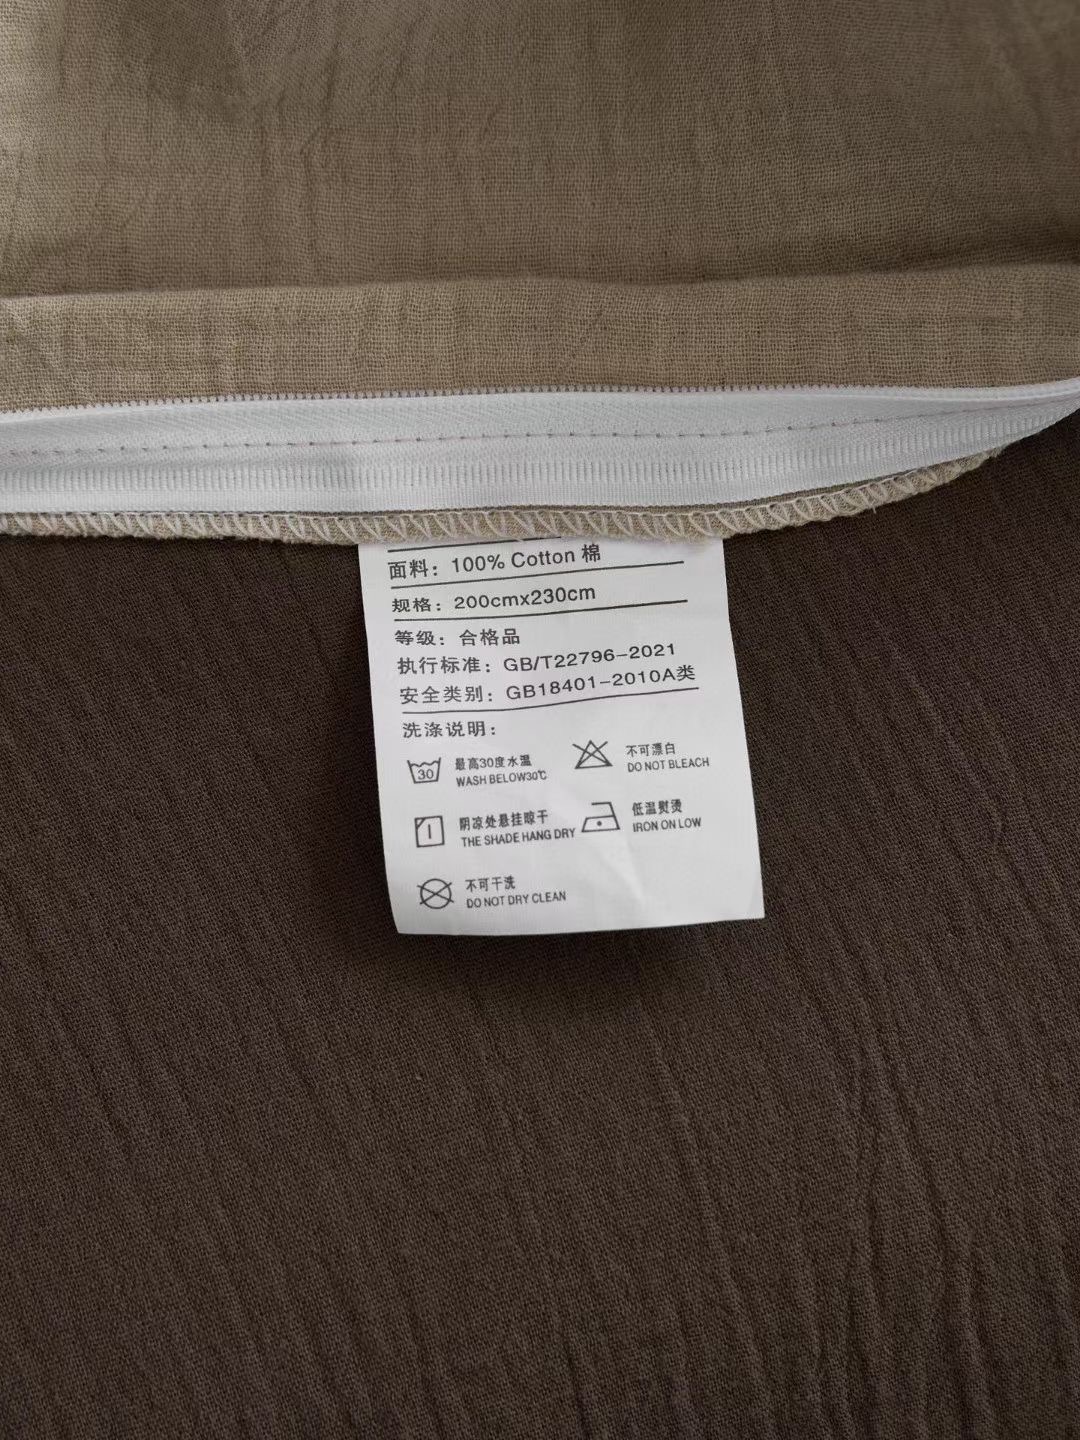 面料：100% Cotton 棉
规格：200cmx230cm
等级：合格品
执行标准：GB/T22796-2021
安全类别：GB18401-2010A类
洗涤说明：
30
最高30度水温
WASH BELOW30℃
不可漂白
DO NOT BLEACH
阴凉处悬挂晾干
THE SHADE HANG DRY
低温熨烫
IRON ON LOW
不可干洗
DO NOT DRY CLEAN